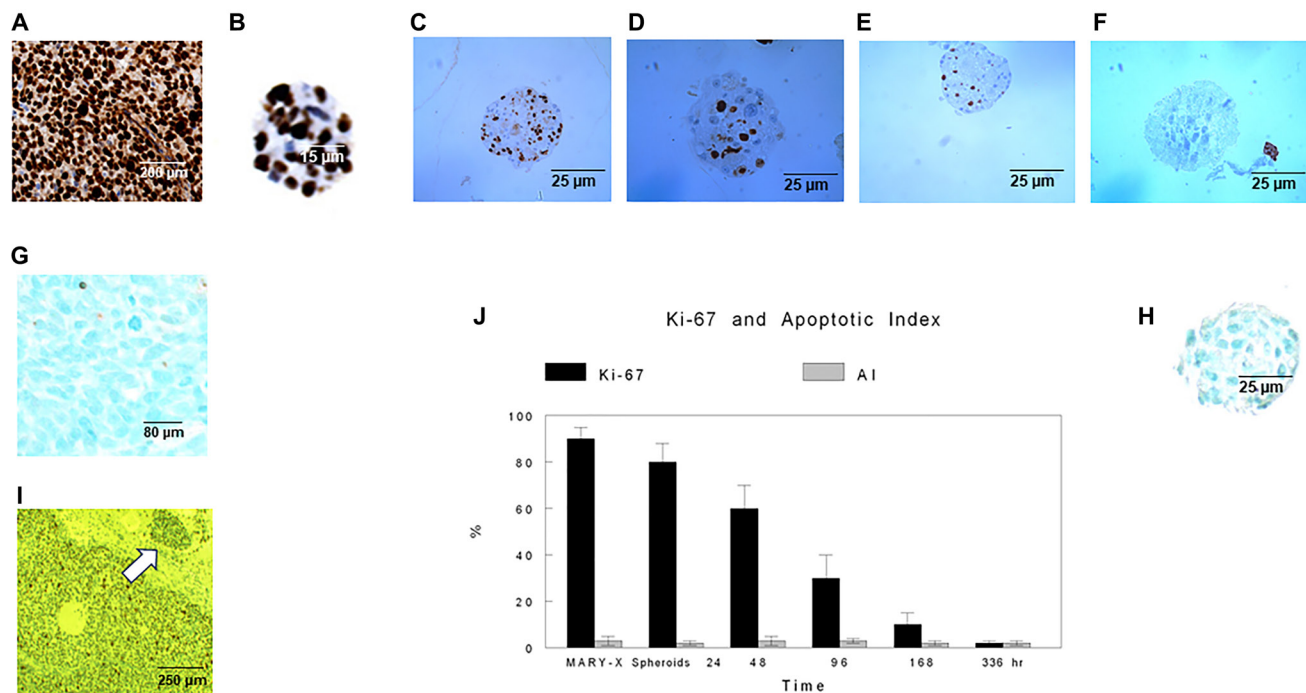 A
B
C
D
E
F
200 µm
15 µm
25 µm
25 µm
25 µm
25 µm
G
80 µm
H
25 µm
I
250 µm
J
Ki-67 and Apoptotic Index
Ki-67
AI
100
80
60
40
20
0
%
MARY-X Spheroids 24 48 96 168 336 hr
Time